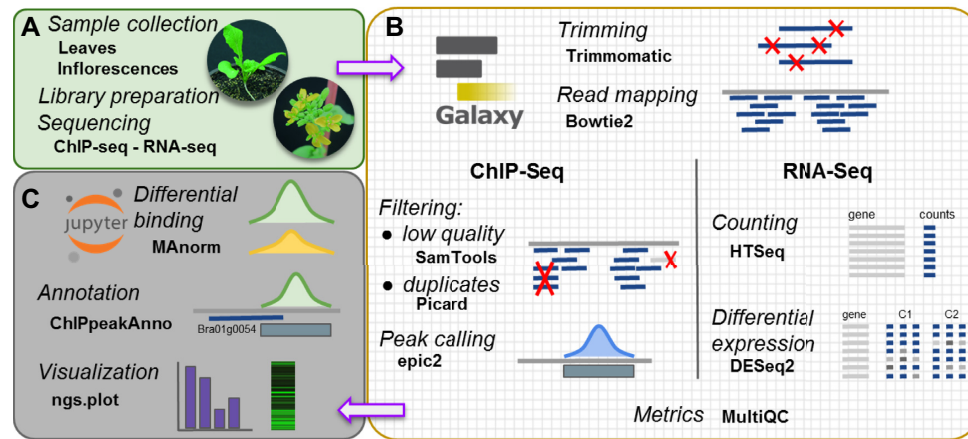 A
Sample collection
Leaves
Inflorescences
Library preparation
Sequencing
ChIP-seq - RNA-seq
B
Galaxy
Trimming
Trimmomatic
Read mapping
Bowtie2
ChIP-Seq
Filtering:
● low quality
SamTools
● duplicates
Picard
Peak calling
epic2
RNA-Seq
Counting
HTSeq
gene counts
Differential
expression
DESeq2
gene C1 C2
Metrics MultiQC
C
jupyter
Differential
binding
MAnorm
Annotation
ChIPpeakAnno
Bra01g0054
Visualization
ngs.plot